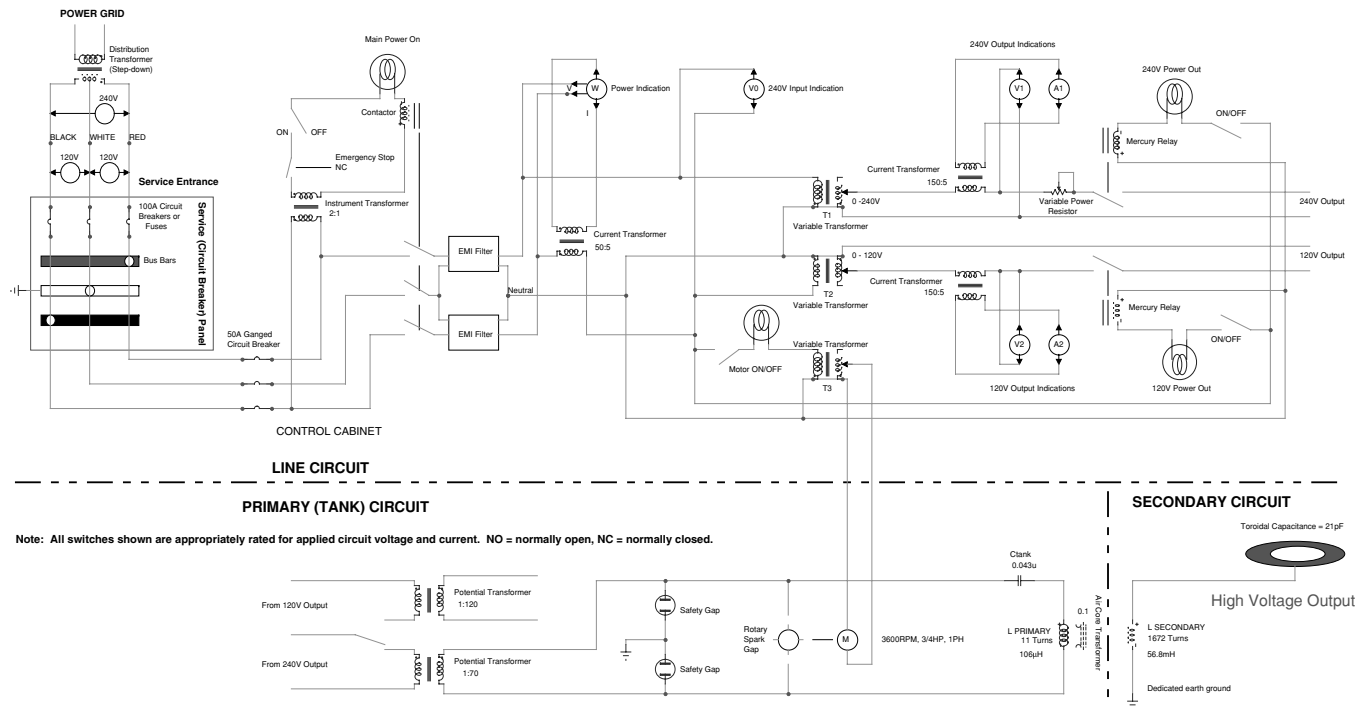 POWER GRID
Distribution
Transformer
(Step-down)
240V
BLACK WHITE RED
120V 120V
Service Entrance
100A Circuit
Breakers or
Fuses
Bus Bars
Service (Circuit Breaker) Panel
50A Ganged
Circuit Breaker
Main Power On
Contactor
ON OFF
Emergency Stop
NC
Instrument Transformer
2:1
EMI Filter
EMI Filter
Neutral
V W Power Indication
I
Current Transformer
50:5
V0 240V Input Indication
T1
Variable Transformer
0 -240V
0 - 120V
T2
Variable Transformer
Variable Transformer
Motor ON/OFF
T3
240V Output Indications
V1 A1
Current Transformer
150:5
Variable Power
Resistor
240V Power Out
ON/OFF
Mercury Relay
240V Output
120V Output
Current Transformer
150:5
V2 A2
120V Output Indications
Mercury Relay
ON/OFF
120V Power Out
CONTROL CABINET
LINE CIRCUIT
PRIMARY (TANK) CIRCUIT
SECONDARY CIRCUIT
Note: All switches shown are appropriately rated for applied circuit voltage and current. NO = normally open, NC = normally closed.
From 120V Output
Potential Transformer
1:120
From 240V Output
Potential Transformer
1:70
Safety Gap
Safety Gap
Rotary
Spark
Gap
M
3600RPM, 3/4HP, 1PH
Ctank
0.043u
L PRIMARY
11 Turns
106µH
0.1
Air Core Transformer
Toroidal Capacitance = 21pF
High Voltage Output
L SECONDARY
1672 Turns
56.8mH
Dedicated earth ground